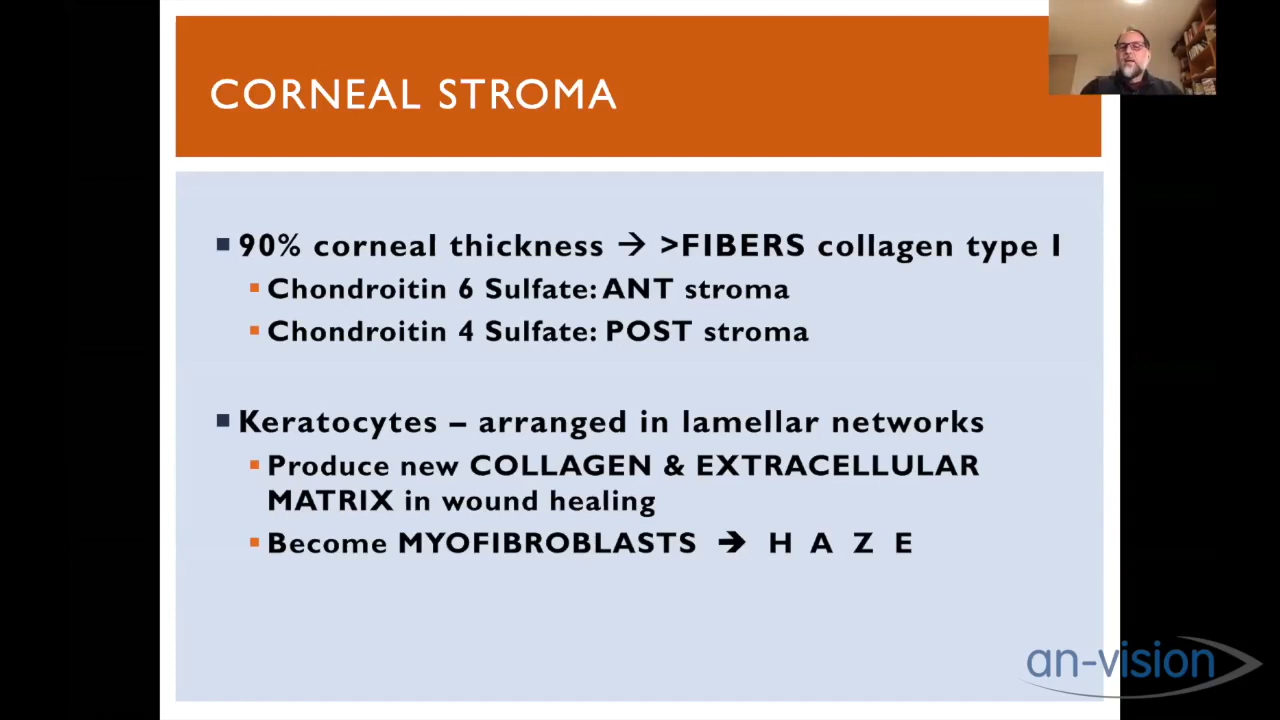 CORNEAL STROMA
90% corneal thickness → >FIBERS collagen type I
Chondroitin 6 Sulfate: ANT stroma
Chondroitin 4 Sulfate: POST stroma
Keratocytes – arranged in lamellar networks
Produce new COLLAGEN & EXTRACELLULAR
MATRIX in wound healing
Become MYOFIBROBLASTS → H A Z E
an-vision